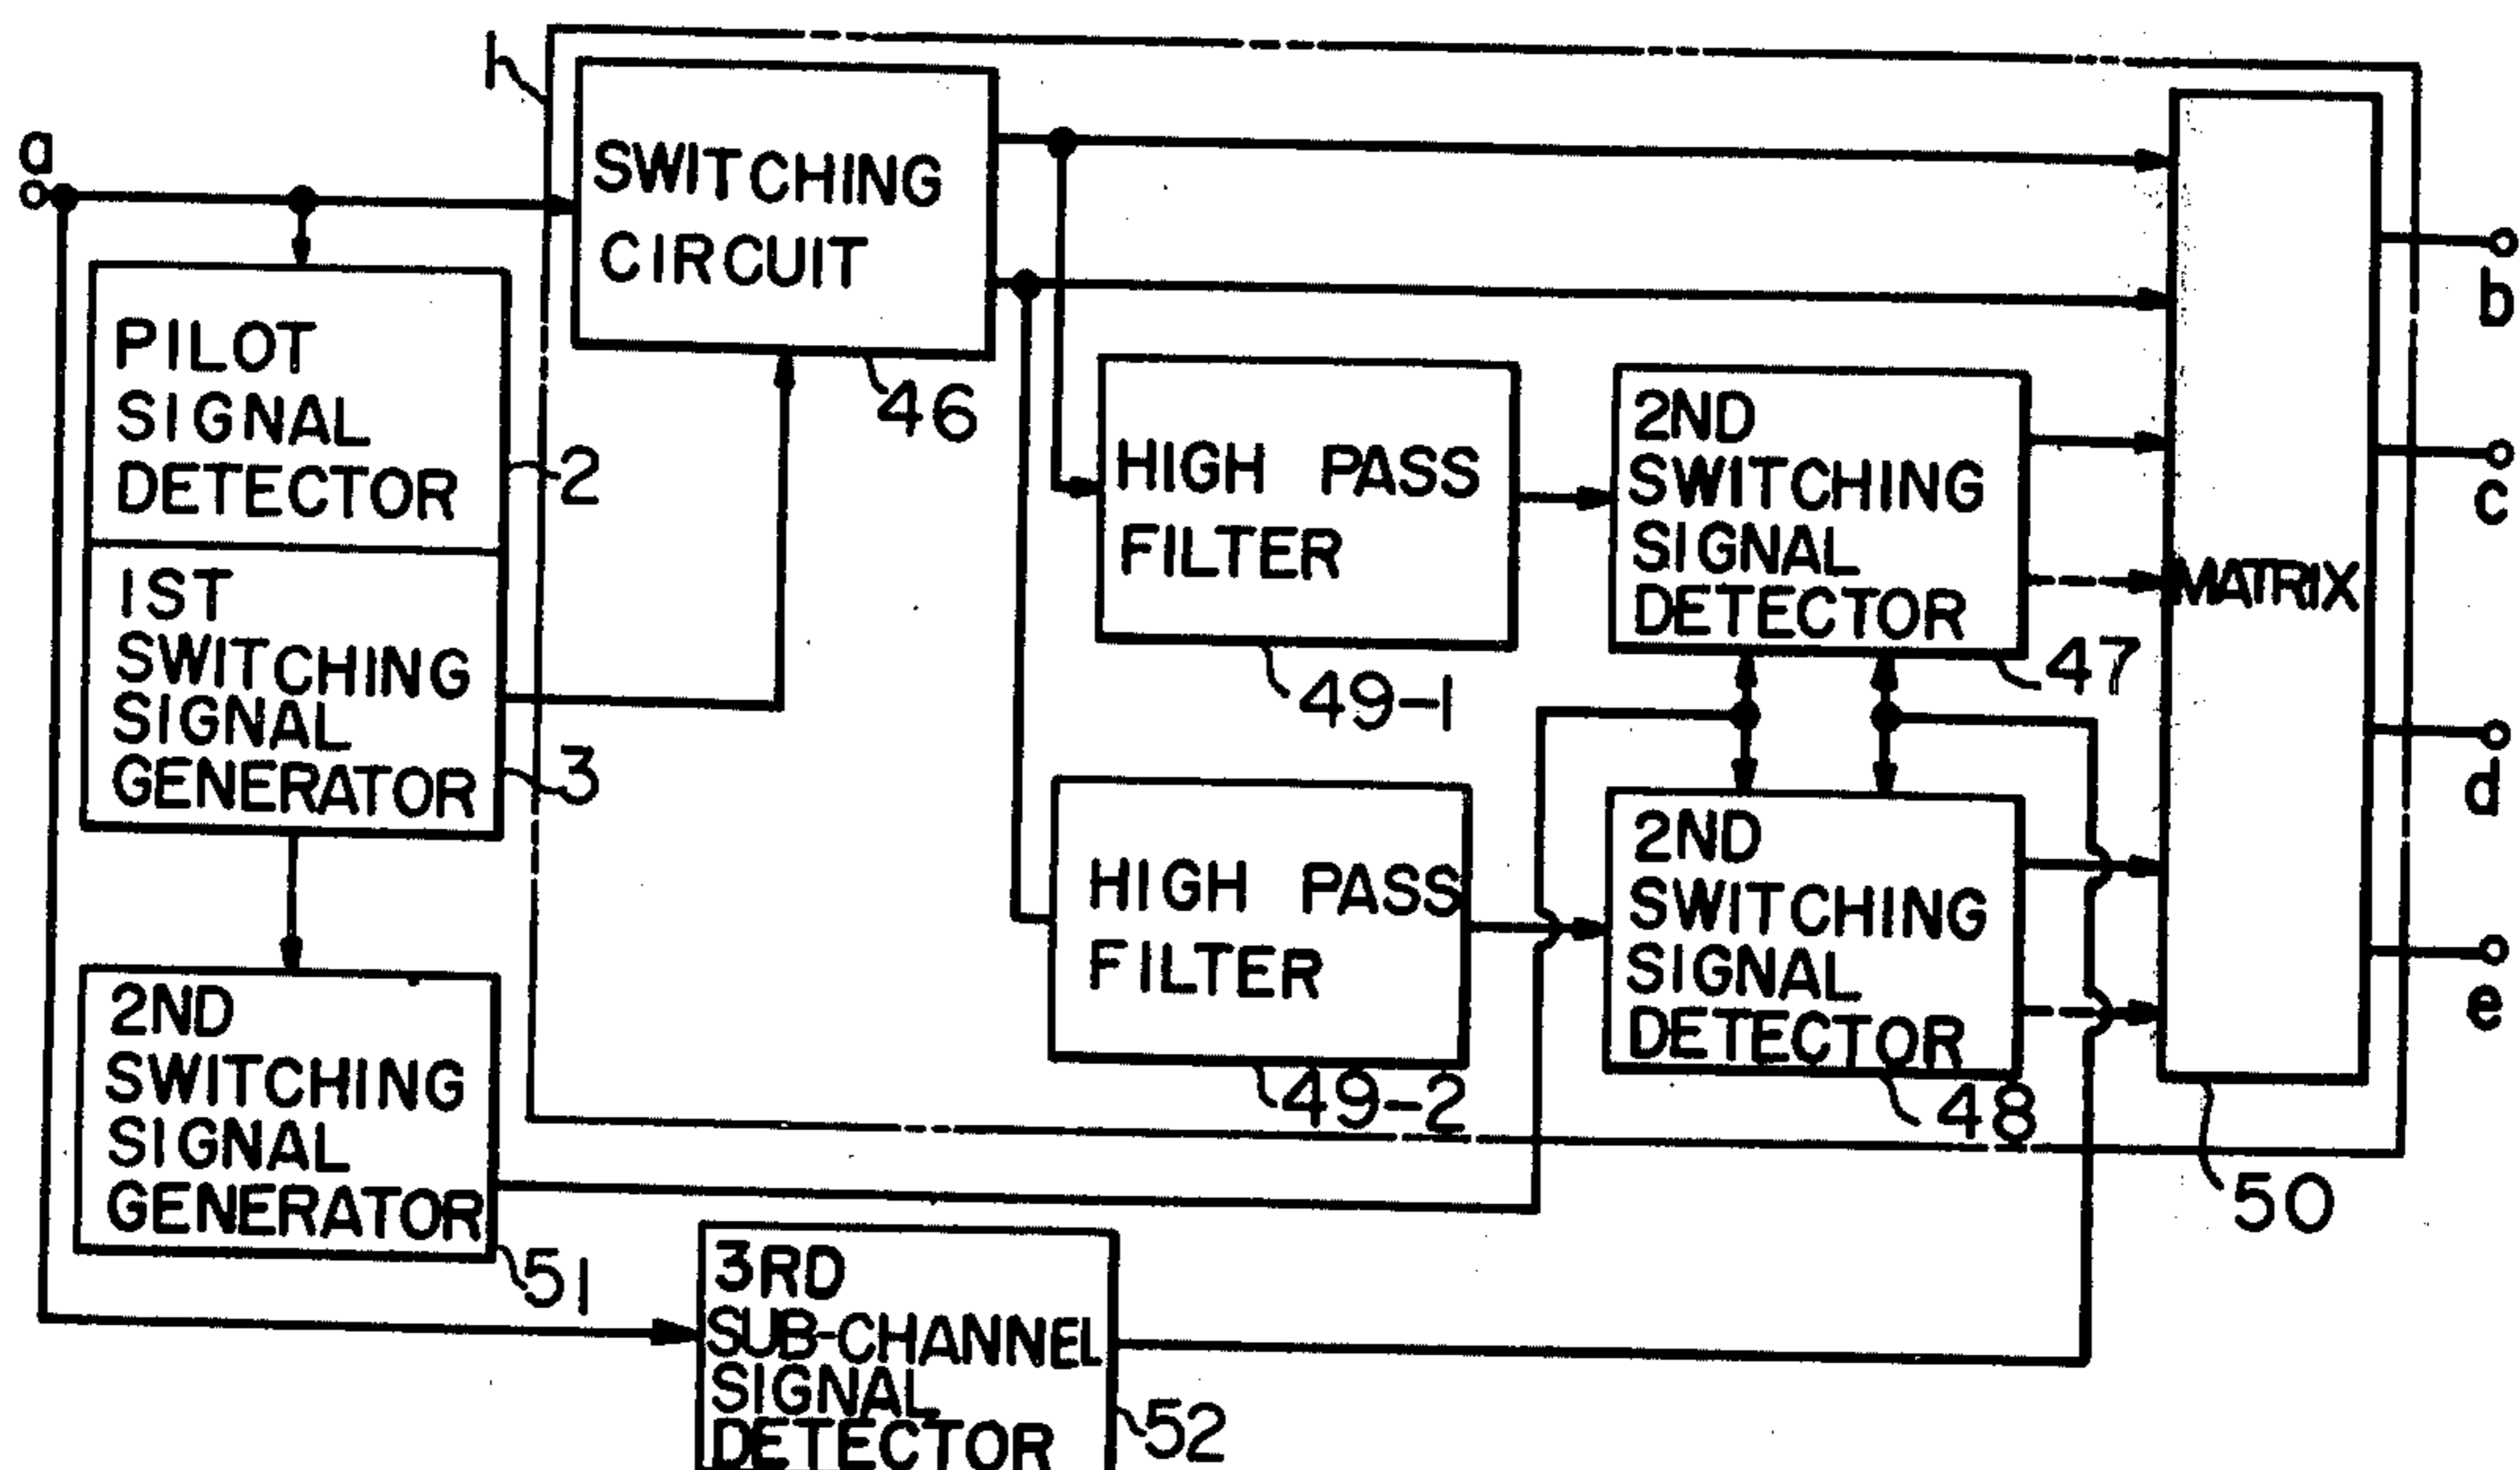 1
a
SWITCHING
CIRCUIT
46
PILOT
SIGNAL
DETECTOR
2
1ST
SWITCHING
SIGNAL
GENERATOR
3
HIGH PASS
FILTER
49-1
2ND
SWITCHING
SIGNAL
DETECTOR
47
MATRIX
b
c
d
e
HIGH PASS
FILTER
49-2
2ND
SWITCHING
SIGNAL
DETECTOR
48
50
2ND
SWITCHING
SIGNAL
GENERATOR
51
3RD
SUB-CHANNEL
SIGNAL
DETECTOR
52